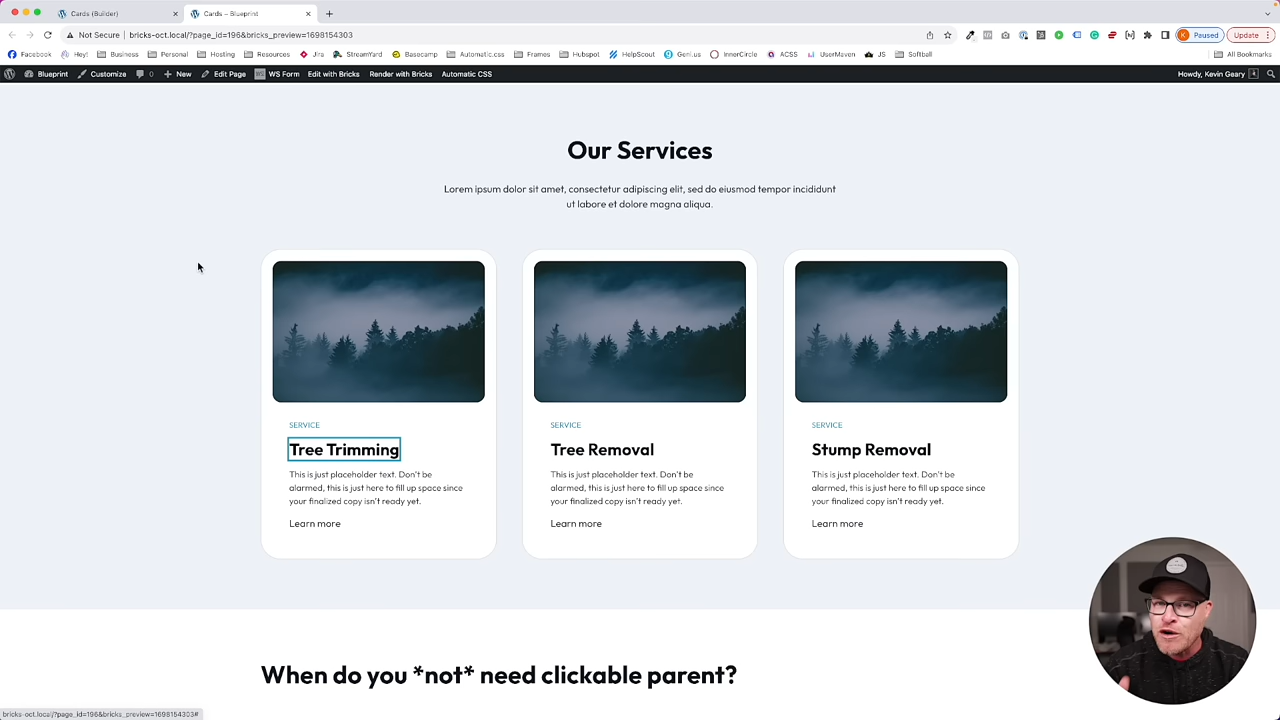 Cards (Builder)
Cards – Blueprint
Not Secure
bricks-oct.local/?page_id=196&bricks_preview=1698154303
Paused
Update
Facebook
Hey!
Business
Personal
Hosting
Resources
Jira
StreamYard
Basecamp
Automatic.css
Frames
Hubspot
HelpScout
Geni.us
InnerCircle
ACSS
UserMaven
JS
Softball
All Bookmarks
Blueprint
Customize
0
New
Edit Page
WS Form
Edit with Bricks
Render with Bricks
Automatic CSS
Howdy, Kevin Geary
Our Services
Lorem ipsum dolor sit amet, consectetur adipiscing elit, sed do eiusmod tempor incididunt
ut labore et dolore magna aliqua.
SERVICE
Tree Trimming
This is just placeholder text. Don't be
alarmed, this is just here to fill up space since
your finalized copy isn't ready yet.
Learn more
SERVICE
Tree Removal
This is just placeholder text. Don't be
alarmed, this is just here to fill up space since
your finalized copy isn't ready yet.
Learn more
SERVICE
Stump Removal
This is just placeholder text. Don't be
alarmed, this is just here to fill up space since
your finalized copy isn't ready yet.
Learn more
When do you *not* need clickable parent?
bricks-oct.local/?page_id=196&bricks_preview=1698154303#